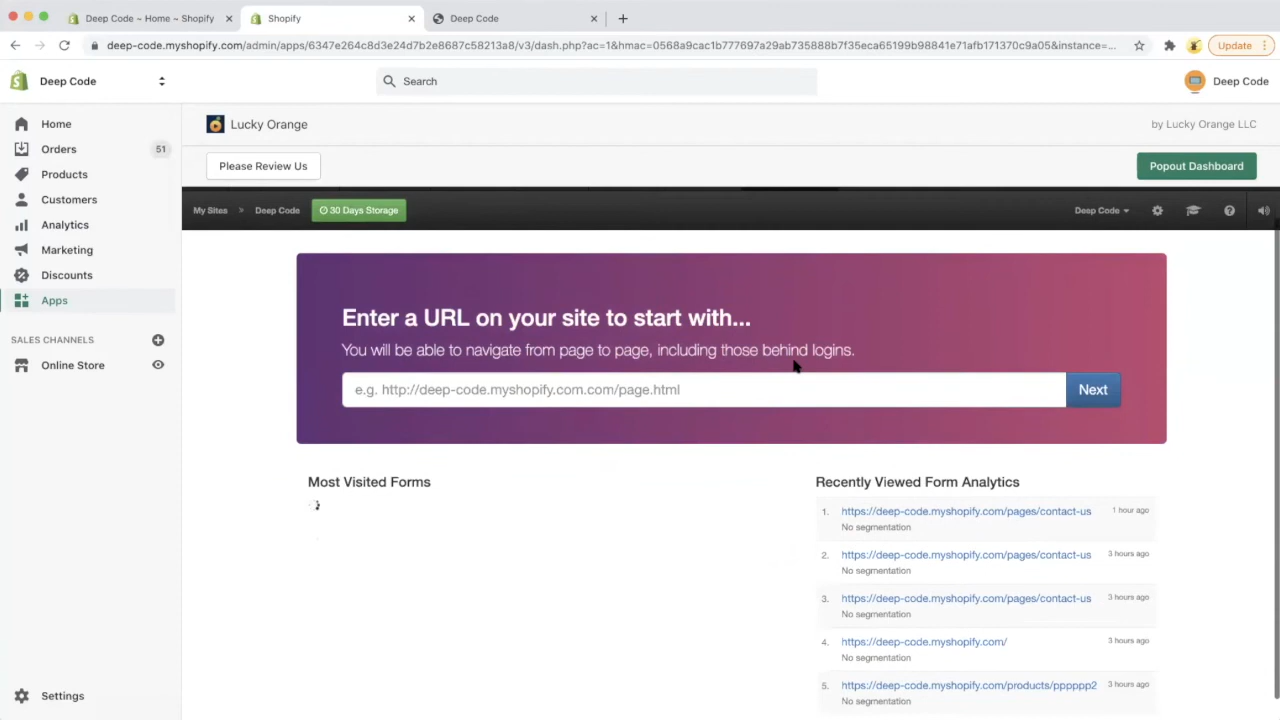 Deep Code ~ Home ~ Shopify
Shopify
Deep Code
deep-code.myshopify.com/admin/apps/6347e264c8d3e24d7b2e8687c58213a8/v3/dash.php?ac=1&hmac=0568a9cac1b777697a29ab735888b7f35eca65199b98841e71afb171370c9a05&instance=...
Update
Deep Code
Search
Deep Code
Home
Orders 51
Products
Customers
Analytics
Marketing
Discounts
Apps
SALES CHANNELS
Online Store
Settings
Lucky Orange
by Lucky Orange LLC
Please Review Us
Popout Dashboard
My Sites > Deep Code
30 Days Storage
Deep Code
Enter a URL on your site to start with...
You will be able to navigate from page to page, including those behind logins.
e.g. http://deep-code.myshopify.com.com/page.html
Next
Most Visited Forms
Recently Viewed Form Analytics
1. https://deep-code.myshopify.com/pages/contact-us 1 hour ago
No segmentation
2. https://deep-code.myshopify.com/pages/contact-us 3 hours ago
No segmentation
3. https://deep-code.myshopify.com/pages/contact-us 3 hours ago
No segmentation
4. https://deep-code.myshopify.com/ 3 hours ago
No segmentation
5. https://deep-code.myshopify.com/products/pppppp2 3 hours ago
No segmentation